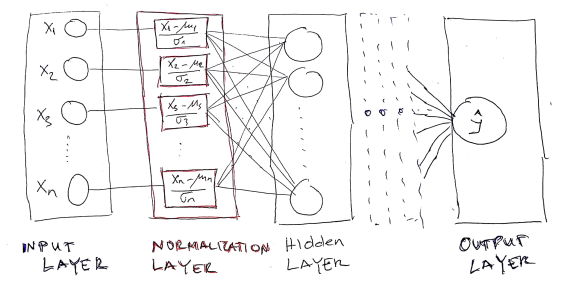 X₁
X₂
X₃
Xₙ
X₁-μ₁
σ₁
X₂-μ₂
σ₂
X₃-μ₃
σ₃
Xₙ-μₙ
σₙ
ŷ
INPUT
LAYER
NORMALIZATION
LAYER
Hidden
LAYER
OUTPUT
LAYER